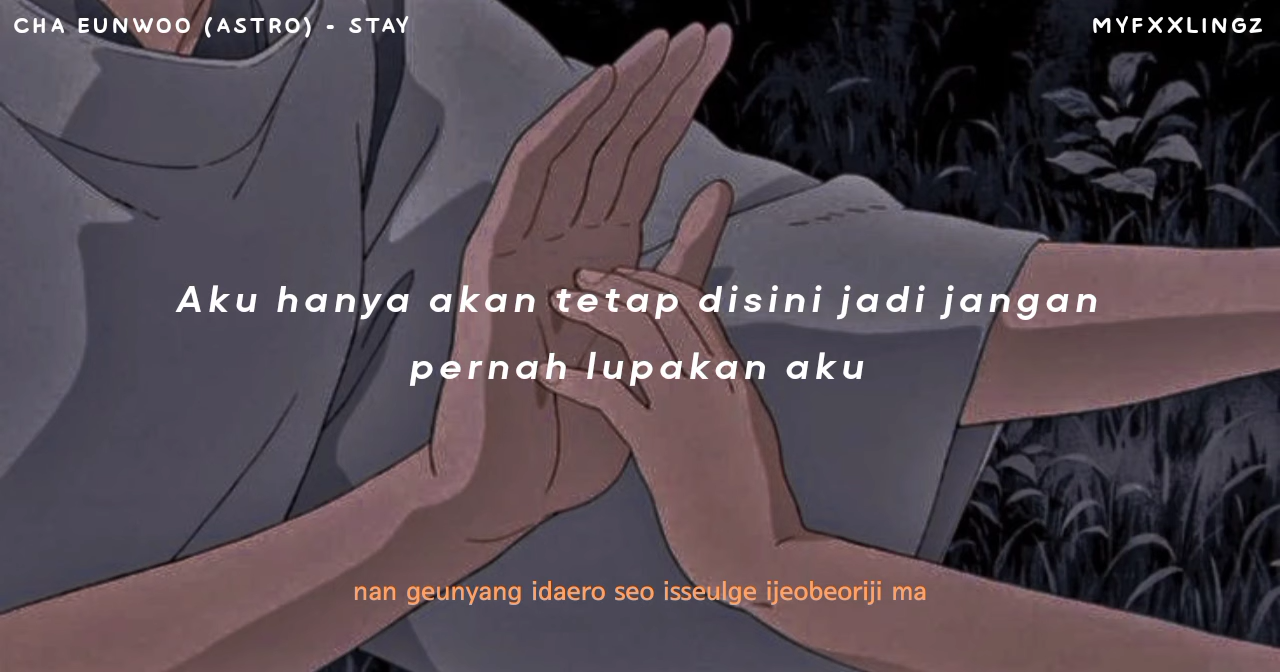 CHA EUNWOO (ASTRO) - STAY
MYFXXLINGZ
Aku hanya akan tetap disini jadi jangan
pernah lupakan aku
nan geunyang idaero seo isseulge ijeobeoriji ma